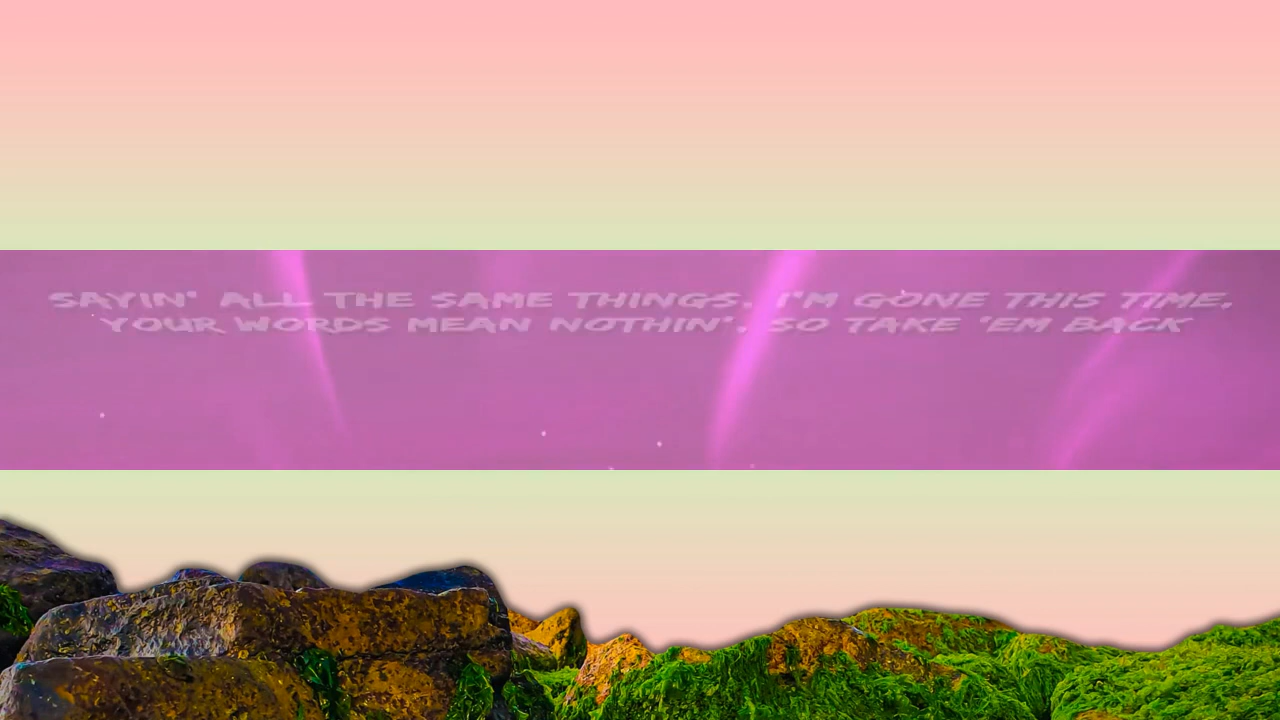 SAYIN' ALL THE SAME THINGS. I'M GONE THIS TIME,
YOUR WORDS MEAN NOTHIN'. SO TAKE 'EM BACK